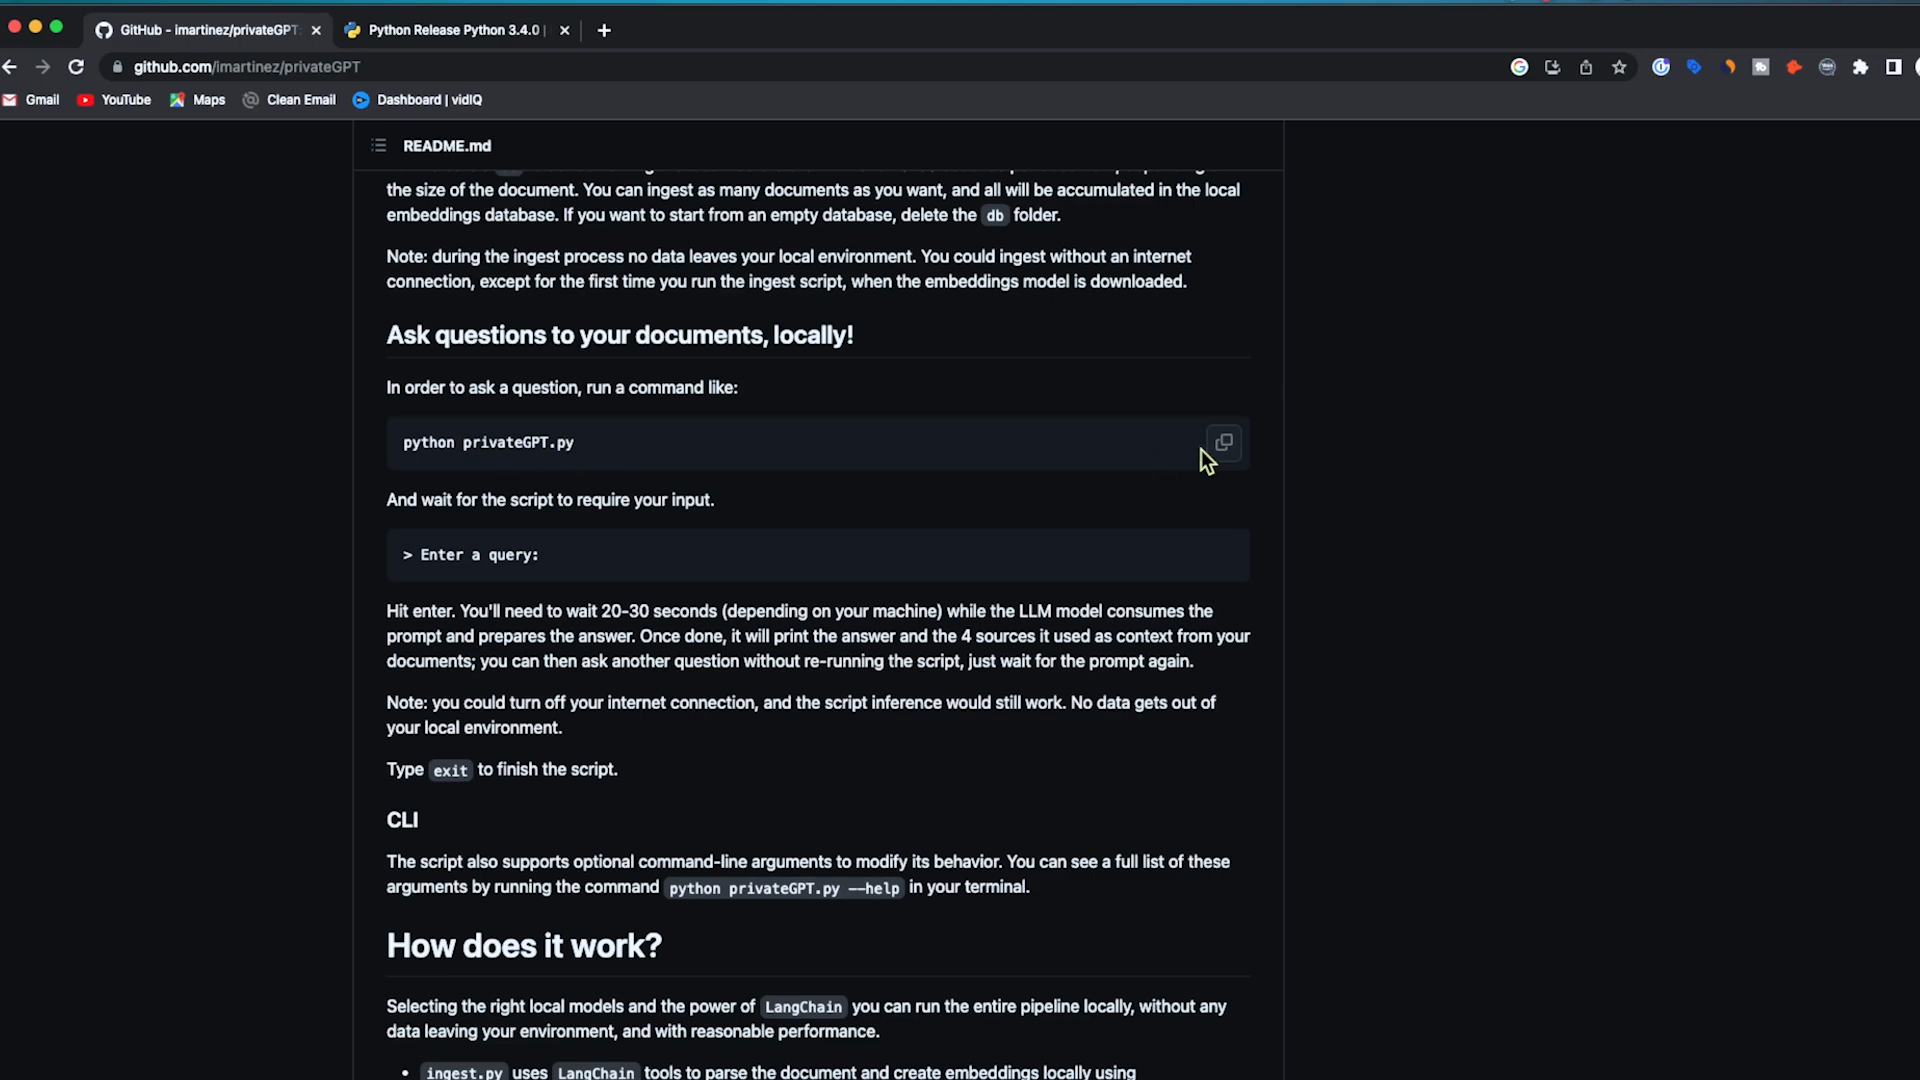 GitHub - imartinez/privateGPT:
Python Release Python 3.4.0 |
github.com/imartinez/privateGPT
Gmail
YouTube
Maps
Clean Email
Dashboard | vidIQ
README.md
the size of the document. You can ingest as many documents as you want, and all will be accumulated in the local
embeddings database. If you want to start from an empty database, delete the db folder.
Note: during the ingest process no data leaves your local environment. You could ingest without an internet
connection, except for the first time you run the ingest script, when the embeddings model is downloaded.
Ask questions to your documents, locally!
In order to ask a question, run a command like:
python privateGPT.py
And wait for the script to require your input.
> Enter a query:
Hit enter. You'll need to wait 20-30 seconds (depending on your machine) while the LLM model consumes the
prompt and prepares the answer. Once done, it will print the answer and the 4 sources it used as context from your
documents; you can then ask another question without re-running the script, just wait for the prompt again.
Note: you could turn off your internet connection, and the script inference would still work. No data gets out of
your local environment.
Type exit to finish the script.
CLI
The script also supports optional command-line arguments to modify its behavior. You can see a full list of these
arguments by running the command python privateGPT.py --help in your terminal.
How does it work?
Selecting the right local models and the power of LangChain you can run the entire pipeline locally, without any
data leaving your environment, and with reasonable performance.
• ingest.py uses LangChain tools to parse the document and create embeddings locally using